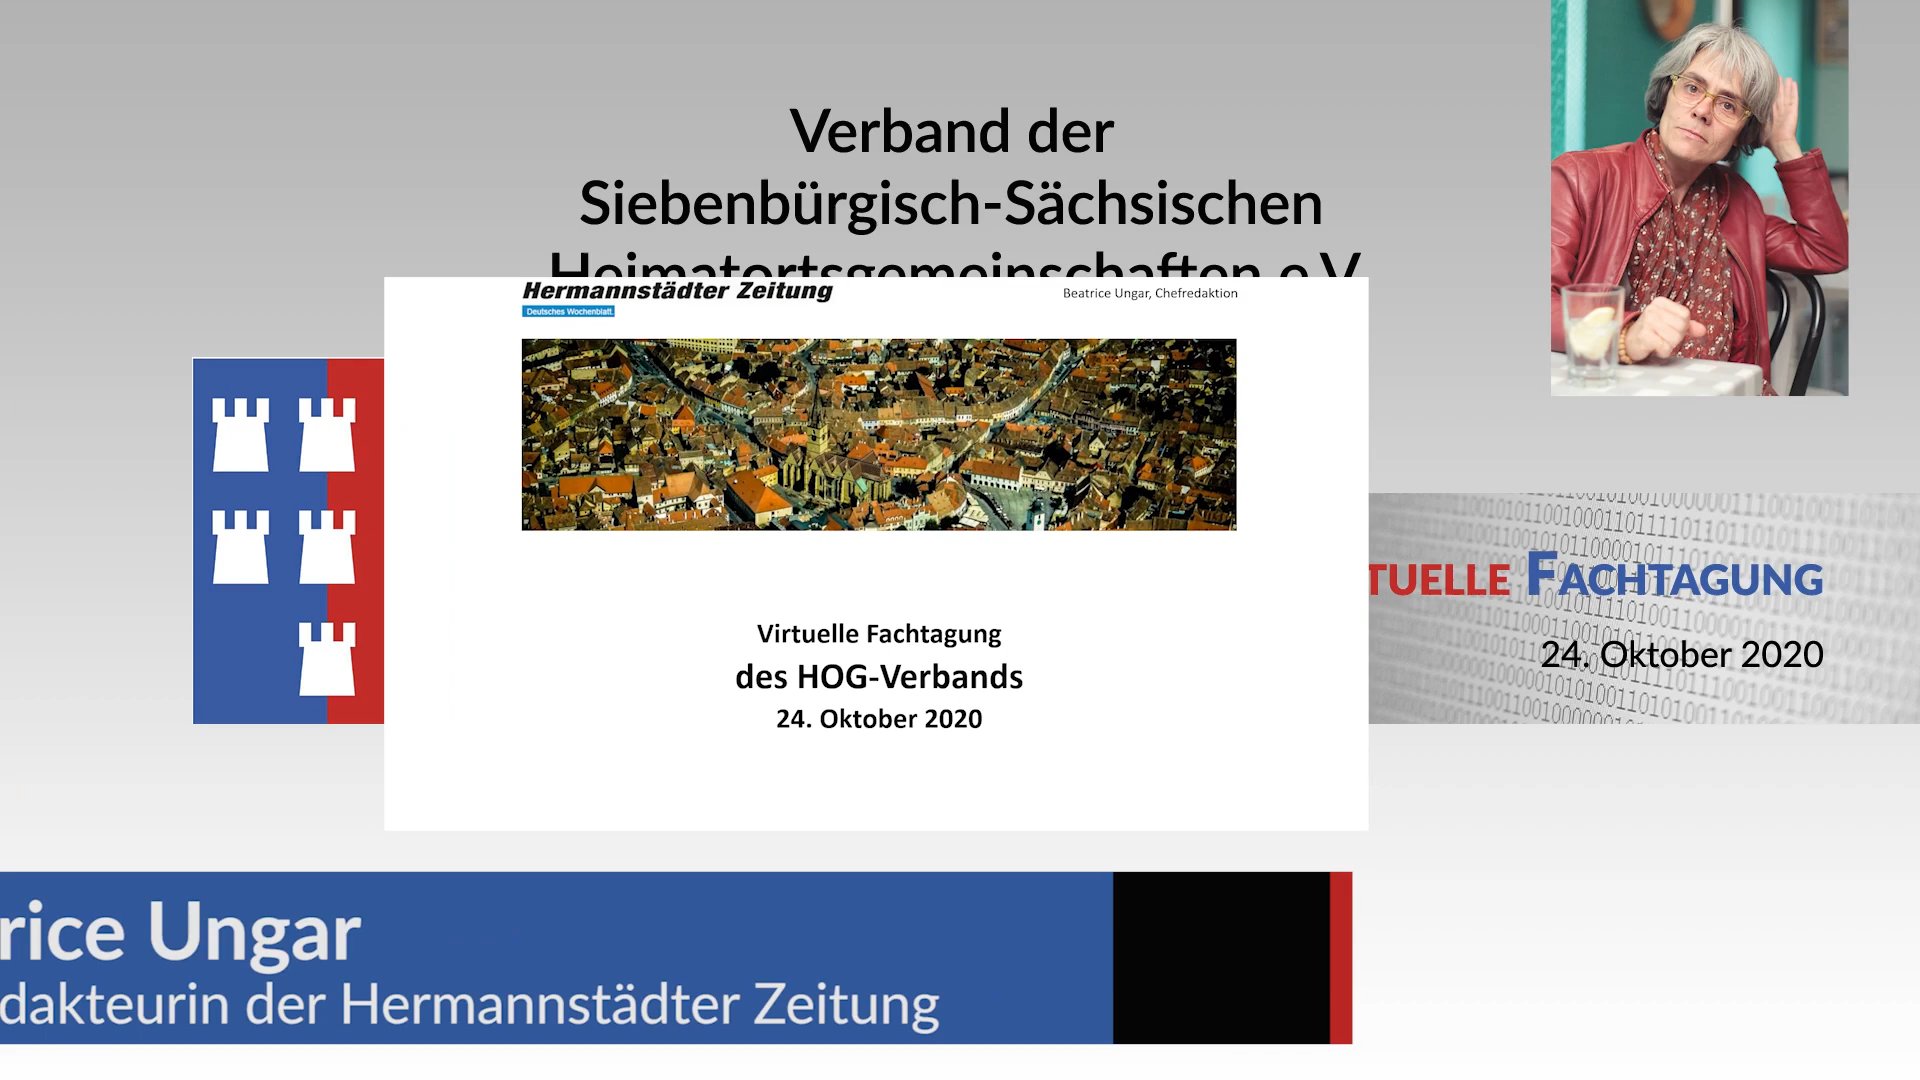 Verband der
Siebenbürgisch-Sächsischen
Heimatortsgemeinschaften e.V.
Hermannstädter Zeitung
Deutsches Wochenblatt.
Beatrice Ungar, Chefredaktion
Virtuelle Fachtagung
des HOG-Verbands
24. Oktober 2020
TUELLE FACHTAGUNG
24. Oktober 2020
rice Ungar
dakteurin der Hermannstädter Zeitung